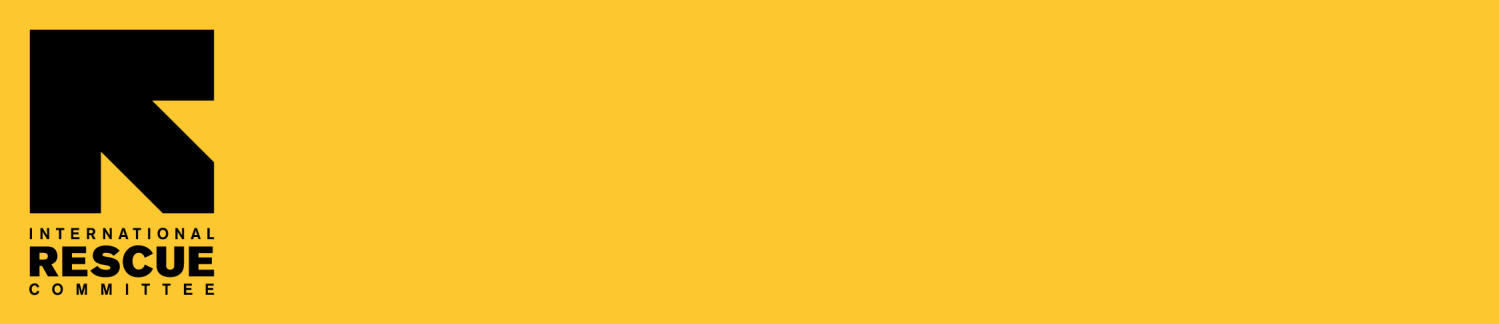 INTERNATIONAL
RESCUE
COMMITTEE